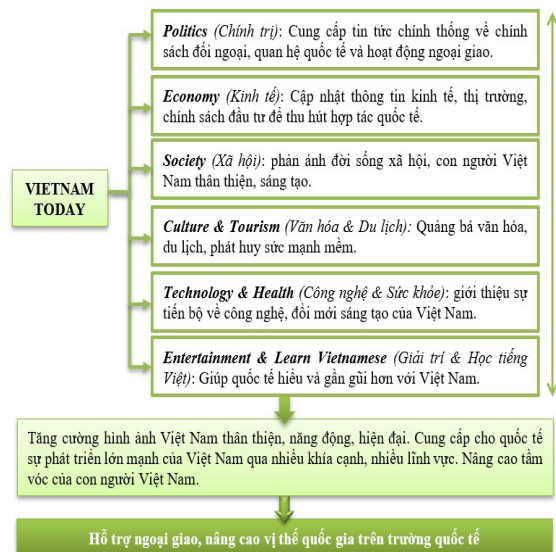 VIETNAM
TODAY
Politics (Chính trị): Cung cấp tin tức chính thống về chính
sách đối ngoại, quan hệ quốc tế và hoạt động ngoại giao.
Economy (Kinh tế): Cập nhật thông tin kinh tế, thị trường,
chính sách đầu tư để thu hút hợp tác quốc tế.
Society (Xã hội): phản ánh đời sống xã hội, con người Việt
Nam thân thiện, sáng tạo.
Culture & Tourism (Văn hóa & Du lịch): Quảng bá văn hóa,
du lịch, phát huy sức mạnh mềm.
Technology & Health (Công nghệ & Sức khỏe): giới thiệu sự
tiến bộ về công nghệ, đổi mới sáng tạo của Việt Nam.
Entertainment & Learn Vietnamese (Giải trí & Học tiếng
Việt): Giúp quốc tế hiểu và gần gũi hơn với Việt Nam.
Tăng cường hình ảnh Việt Nam thân thiện, năng động, hiện đại. Cung cấp cho quốc tế
sự phát triển lớn mạnh của Việt Nam qua nhiều khía cạnh, nhiều lĩnh vực. Nâng cao tầm
vóc của con người Việt Nam.
Hỗ trợ ngoại giao, nâng cao vị thế quốc gia trên trường quốc tế